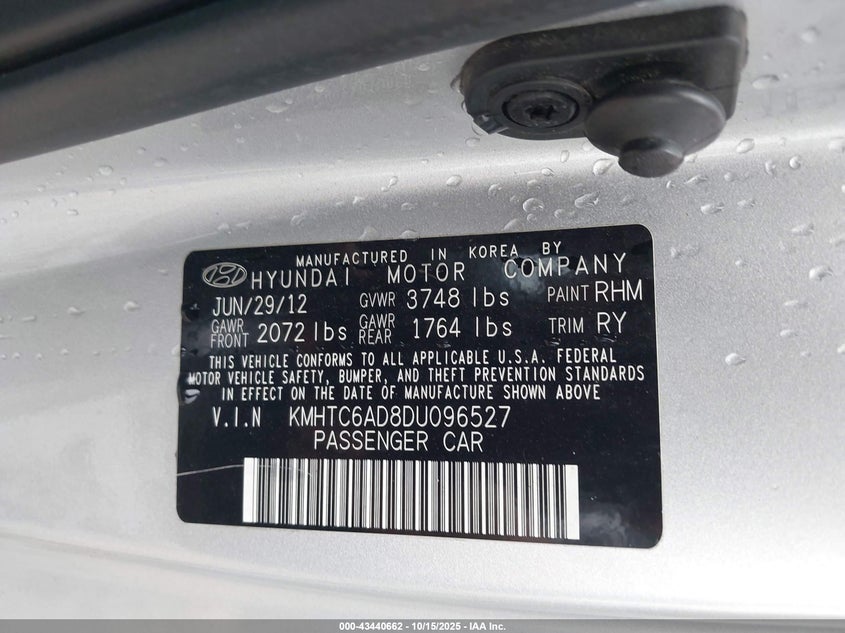 MANUFACTURED IN KOREA BY
HYUNDAI MOTOR COMPANY
JUN/29/12 GVWR 3748 lbs PAINT RHM
GAWR FRONT 2072 lbs GAWR REAR 1764 lbs TRIM RY
THIS VEHICLE CONFORMS TO ALL APPLICABLE U.S.A. FEDERAL
MOTOR VEHICLE SAFETY, BUMPER, AND THEFT PREVENTION STANDARDS
IN EFFECT ON THE DATE OF MANUFACTURE SHOWN ABOVE
V.I.N KMHTC6AD8DU096527
PASSENGER CAR
000-43440662 - 10/15/2025 - IAA Inc.